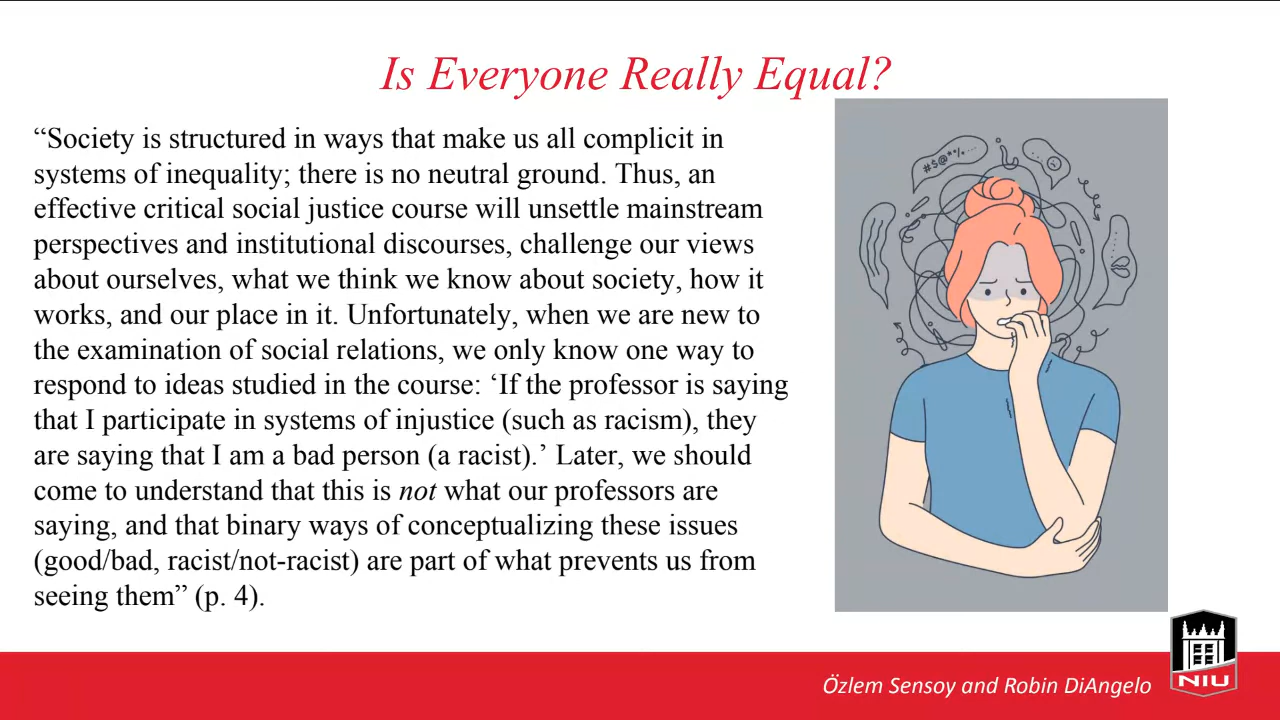 Is Everyone Really Equal?
“Society is structured in ways that make us all complicit in
systems of inequality; there is no neutral ground. Thus, an
effective critical social justice course will unsettle mainstream
perspectives and institutional discourses, challenge our views
about ourselves, what we think we know about society, how it
works, and our place in it. Unfortunately, when we are new to
the examination of social relations, we only know one way to
respond to ideas studied in the course: ‘If the professor is saying
that I participate in systems of injustice (such as racism), they
are saying that I am a bad person (a racist).’ Later, we should
come to understand that this is not what our professors are
saying, and that binary ways of conceptualizing these issues
(good/bad, racist/not-racist) are part of what prevents us from
seeing them” (p. 4).
#$@*%...
Özlem Sensoy and Robin DiAngelo
NIU